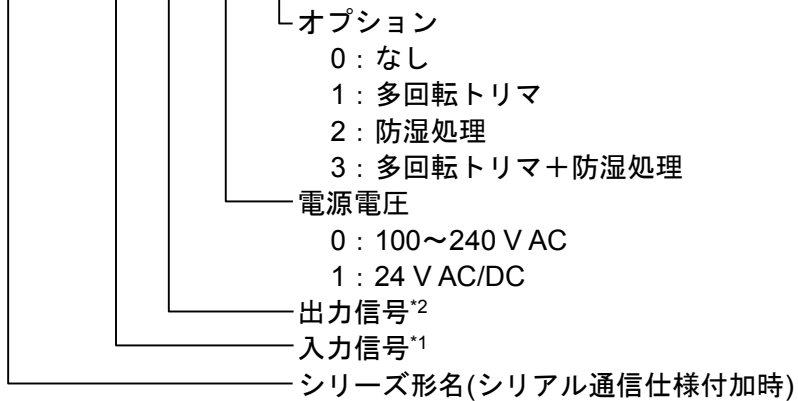 オプション
0：なし
1：多回転トリマ
2：防湿処理
3：多回転トリマ＋防湿処理
電源電圧
0：100～240 V AC
1：24 V AC/DC
出力信号*2
入力信号*1
シリーズ形名(シリアル通信仕様付加時)